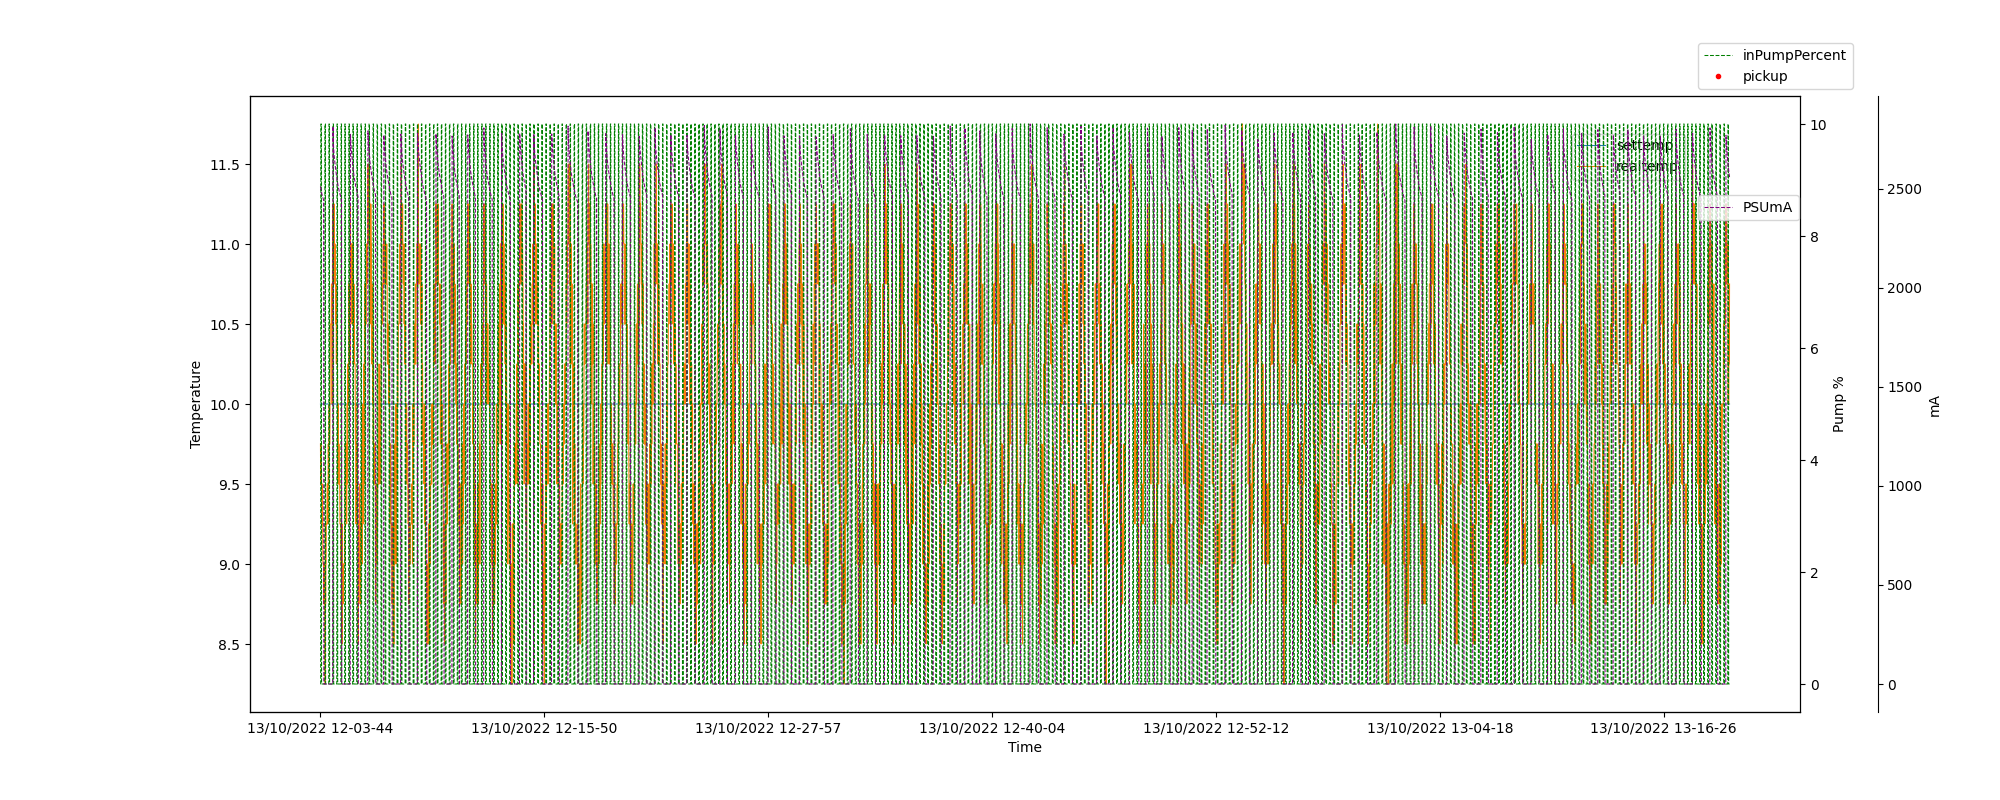 inPumpPercent
pickup
settemp
realtemp
PSUmA
11.5
11.0
10.5
10.0
9.5
9.0
8.5
Temperature
10
8
6
4
2
0
Pump %
2500
2000
1500
1000
500
0
mA
13/10/2022 12-03-44
13/10/2022 12-15-50
13/10/2022 12-27-57
13/10/2022 12-40-04
13/10/2022 12-52-12
13/10/2022 13-04-18
13/10/2022 13-16-26
Time